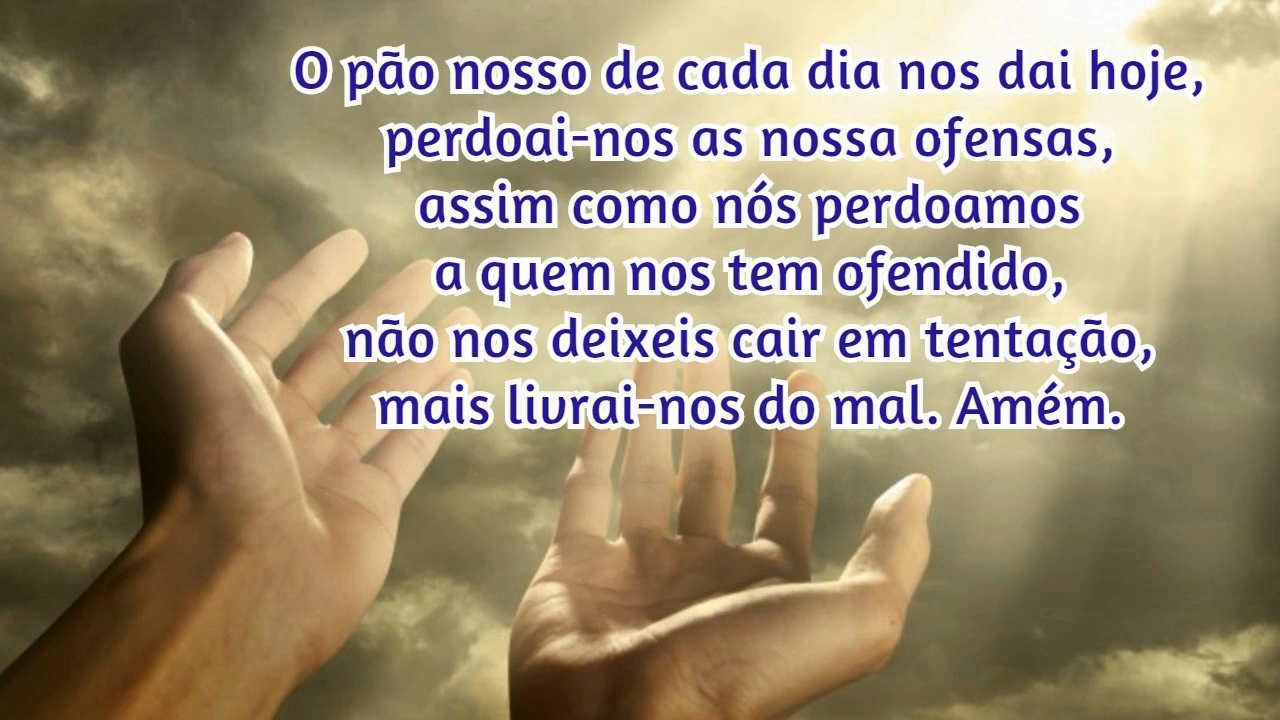 O pão nosso de cada dia nos dai hoje,
perdoai-nos as nossa ofensas,
assim como nós perdoamos
a quem nos tem ofendido,
não nos deixeis cair em tentação,
mais livrai-nos do mal. Amém.